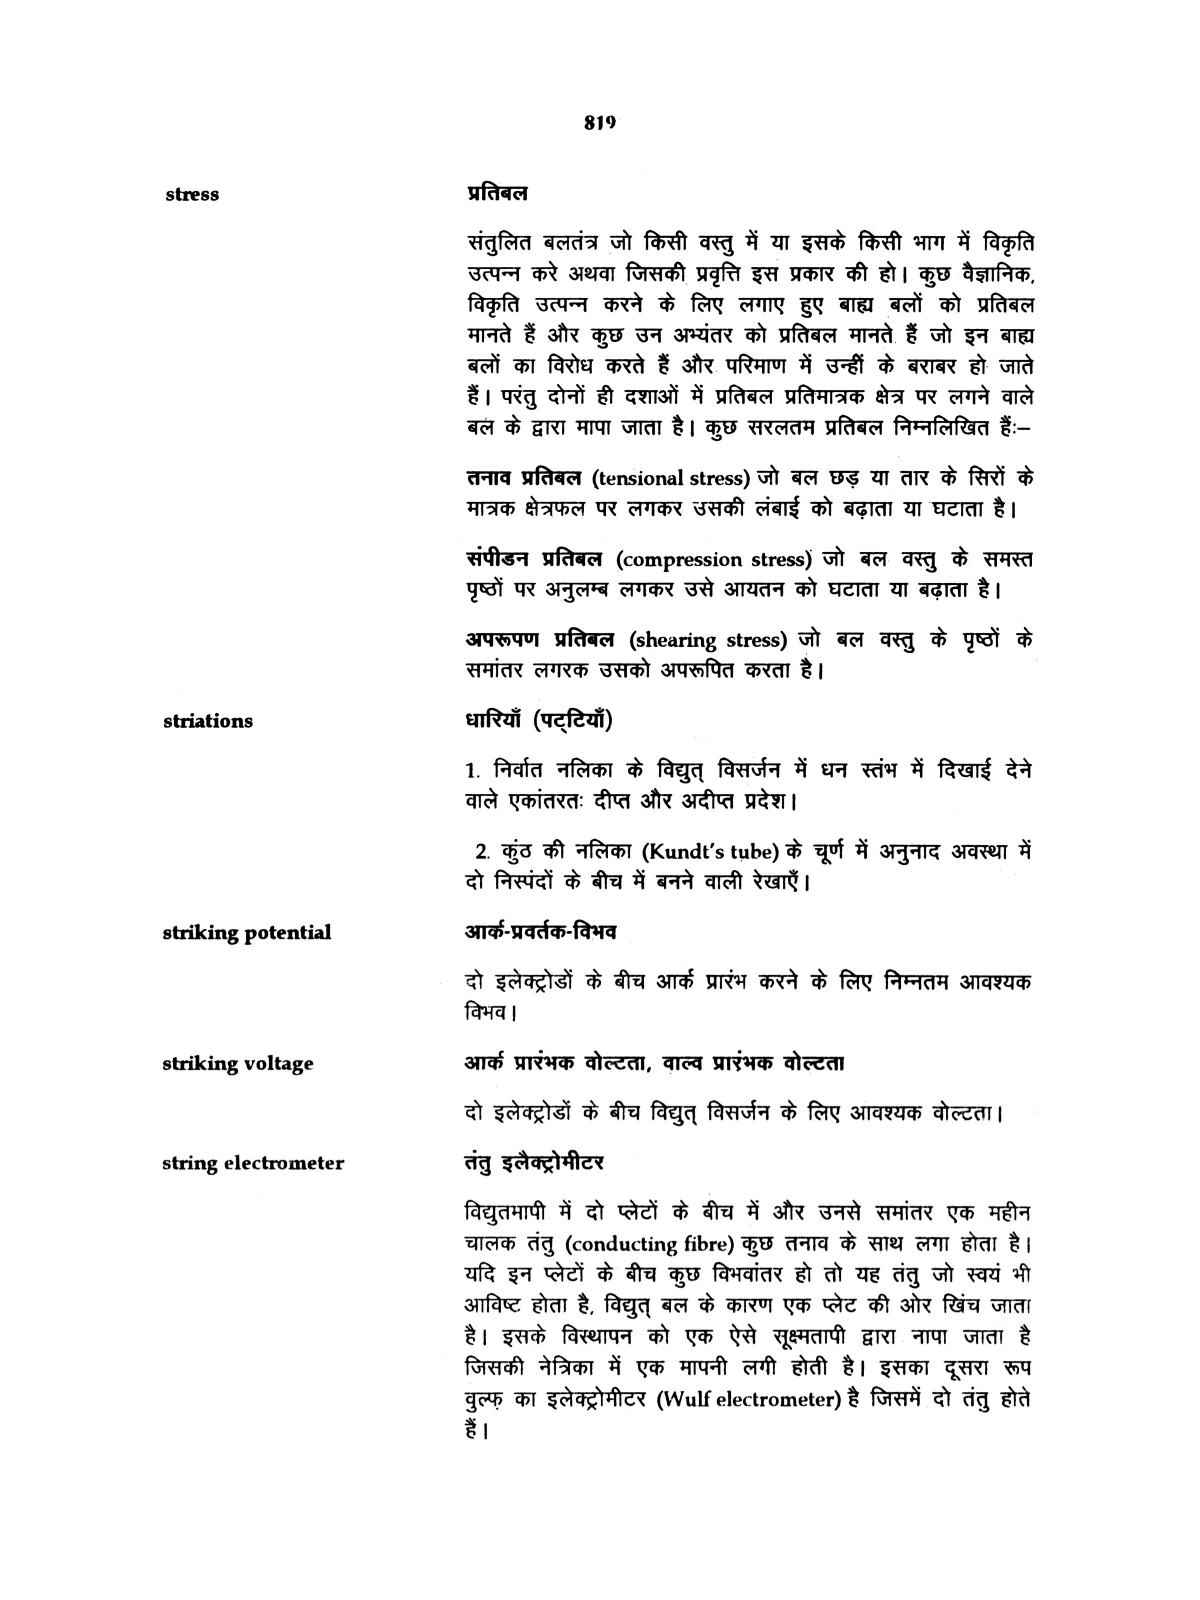 819
stress प्रतिबल
संतुलित बलतंत्र जो किसी वस्तु में या इसके किसी भाग में विकृति
उत्पन्न करे अथवा जिसकी प्रवृत्ति इस प्रकार की हो। कुछ वैज्ञानिक,
विकृति उत्पन्न करने के लिए लगाए हुए बाह्य बलों को प्रतिबल
मानते हैं और कुछ उन अभ्यंतर को प्रतिबल मानते हैं जो इन बाह्य
बलों का विरोध करते हैं और परिमाण में उन्हीं के बराबर हो जाते
हैं। परंतु दोनों ही दशाओं में प्रतिबल प्रतिमात्रक क्षेत्र पर लगने वाले
बल के द्वारा मापा जाता है। कुछ सरलतम प्रतिबल निम्नलिखित हैंः–
तनाव प्रतिबल (tensional stress) जो बल छड़ या तार के सिरों के
मात्रक क्षेत्रफल पर लगकर उसकी लंबाई को बढ़ाता या घटाता है।
संपीडन प्रतिबल (compression stress) जो बल वस्तु के समस्त
पृष्ठों पर अनुलम्ब लगकर उसे आयतन को घटाता या बढ़ाता है।
अपरूपण प्रतिबल (shearing stress) जो बल वस्तु के पृष्ठों के
समांतर लगरक उसको अपरूपित करता है।
striations धारियाँ (पट्टियाँ)
1. निर्वात नलिका के विद्युत् विसर्जन में धन स्तंभ में दिखाई देने
वाले एकांतरतः दीप्त और अदीप्त प्रदेश।
2. कुंठ की नलिका (Kundt's tube) के चूर्ण में अनुनाद अवस्था में
दो निस्पंदों के बीच में बनने वाली रेखाएँ।
striking potential आर्क-प्रवर्तक-विभव
दो इलेक्ट्रोडों के बीच आर्क प्रारंभ करने के लिए निम्नतम आवश्यक
विभव।
striking voltage आर्क प्रारंभक वोल्टता, वाल्व प्रारंभक वोल्टता
दो इलेक्ट्रोडों के बीच विद्युत् विसर्जन के लिए आवश्यक वोल्टता।
string electrometer तंतु इलैक्ट्रोमीटर
विद्युतमापी में दो प्लेटों के बीच में और उनसे समांतर एक महीन
चालक तंतु (conducting fibre) कुछ तनाव के साथ लगा होता है।
यदि इन प्लेटों के बीच कुछ विभवांतर हो तो यह तंतु जो स्वयं भी
आविष्ट होता है, विद्युत् बल के कारण एक प्लेट की ओर खिंच जाता
है। इसके विस्थापन को एक ऐसे सूक्ष्मतापी द्वारा नापा जाता है
जिसकी नेत्रिका में एक मापनी लगी होती है। इसका दूसरा रूप
वुल्फ़ का इलेक्ट्रोमीटर (Wulf electrometer) है जिसमें दो तंतु होते
हैं।